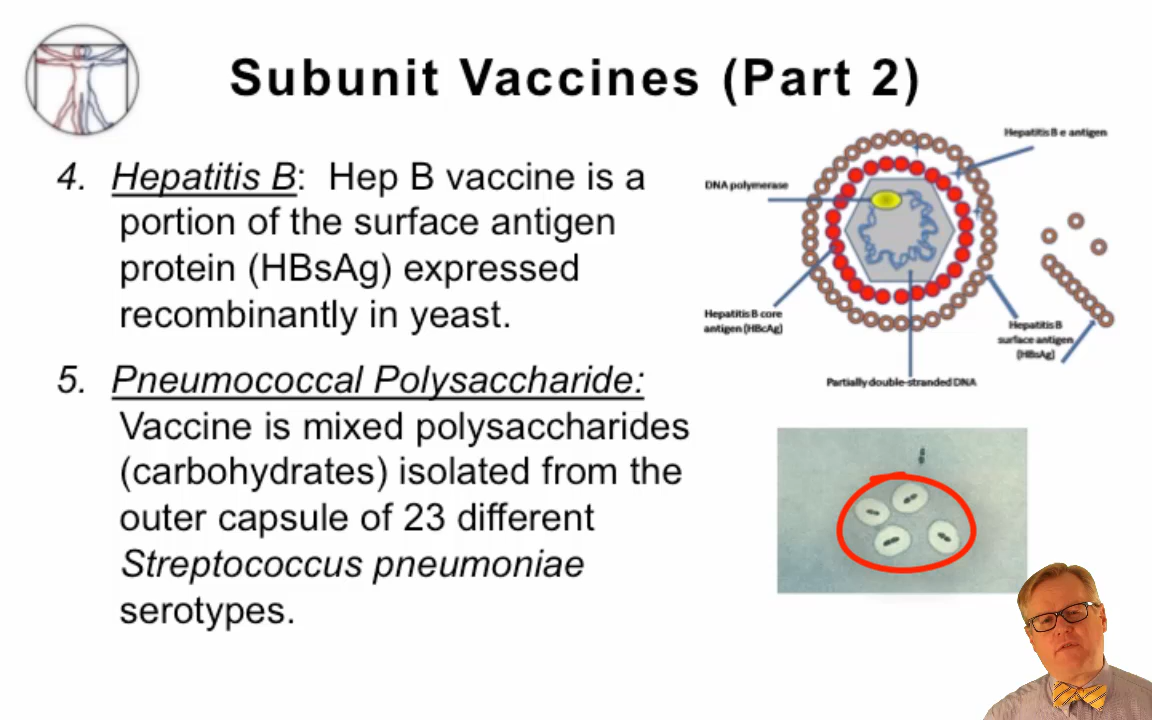 Subunit Vaccines (Part 2)
4. Hepatitis B: Hep B vaccine is a
portion of the surface antigen
protein (HBsAg) expressed
recombinantly in yeast.
5. Pneumococcal Polysaccharide:
Vaccine is mixed polysaccharides
(carbohydrates) isolated from the
outer capsule of 23 different
Streptococcus pneumoniae
serotypes.
Hepatitis B e antigen
DNA polymerase
Hepatitis B core
antigen (HBcAg)
Hepatitis B
surface antigen
(HBsAg)
Partially double-stranded DNA